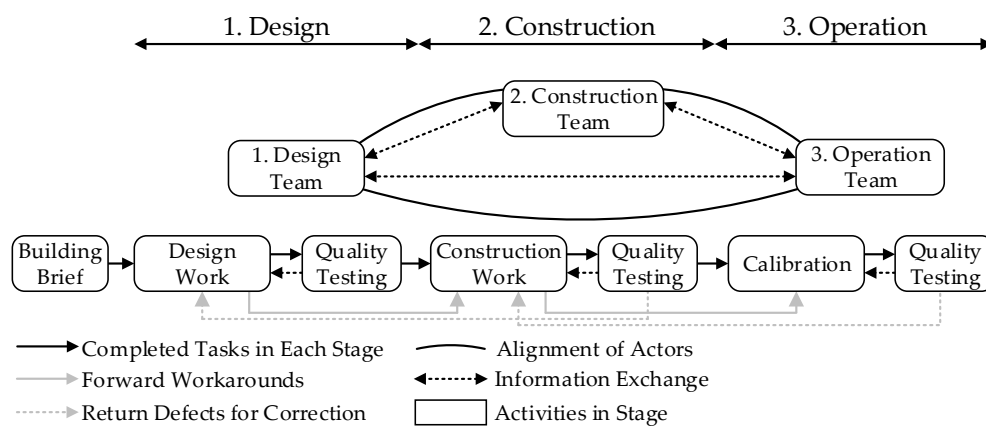 1. Design
2. Construction
3. Operation
2. Construction
Team
1. Design
Team
3. Operation
Team
Building
Brief
Design
Work
Quality
Testing
Construction
Work
Quality
Testing
Calibration
Quality
Testing
Completed Tasks in Each Stage
Alignment of Actors
Forward Workarounds
Information Exchange
Return Defects for Correction
Activities in Stage